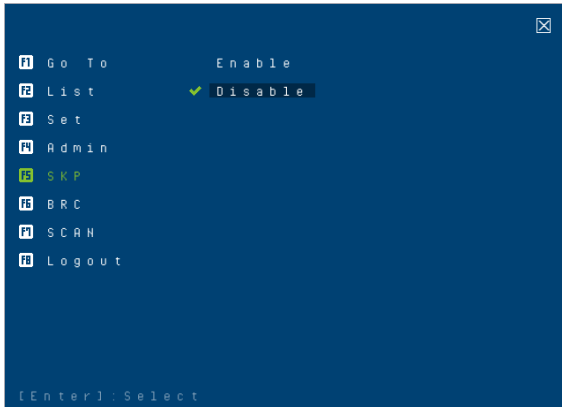 F1 Go To Enable
F2 List Disable
F3 Set
F4 Admin
F5 SKP
F6 BRC
F7 SCAN
F8 Logout
[Enter]:Select